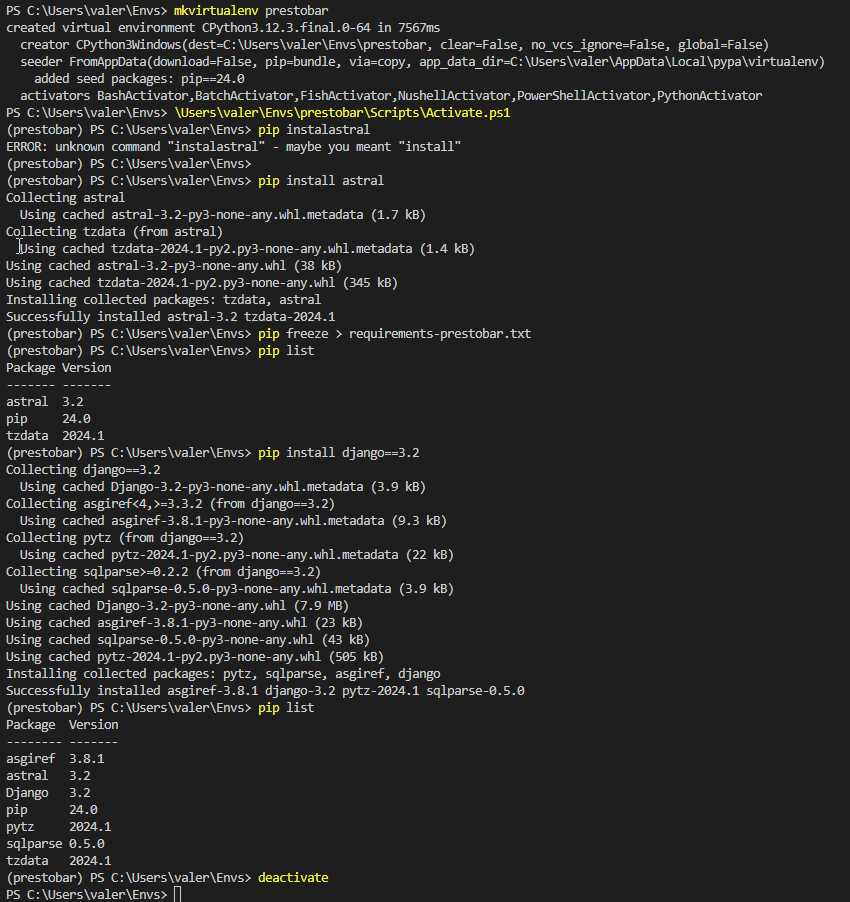 PS C:\Users\valer\Envs> mkvirtualenv prestobar
created virtual environment CPython3.12.3.final.0-64 in 7567ms
  creator CPython3Windows(dest=C:\Users\valer\Envs\prestobar, clear=False, no_vcs_ignore=False, global=False)
  seeder FromAppData(download=False, pip=bundle, via=copy, app_data_dir=C:\Users\valer\AppData\Local\pypa\virtualenv)
    added seed packages: pip==24.0
  activators BashActivator,BatchActivator,FishActivator,NushellActivator,PowerShellActivator,PythonActivator
PS C:\Users\valer\Envs> \Users\valer\Envs\prestobar\Scripts\Activate.ps1
(prestobar) PS C:\Users\valer\Envs> pip instalastral
ERROR: unknown command "instalastral" - maybe you meant "install"
(prestobar) PS C:\Users\valer\Envs>
(prestobar) PS C:\Users\valer\Envs> pip install astral
Collecting astral
  Using cached astral-3.2-py3-none-any.whl.metadata (1.7 kB)
Collecting tzdata (from astral)
  Using cached tzdata-2024.1-py2.py3-none-any.whl.metadata (1.4 kB)
Using cached astral-3.2-py3-none-any.whl (38 kB)
Using cached tzdata-2024.1-py2.py3-none-any.whl (345 kB)
Installing collected packages: tzdata, astral
Successfully installed astral-3.2 tzdata-2024.1
(prestobar) PS C:\Users\valer\Envs> pip freeze > requirements-prestobar.txt
(prestobar) PS C:\Users\valer\Envs> pip list
Package Version
------- -------
astral  3.2
pip     24.0
tzdata  2024.1
(prestobar) PS C:\Users\valer\Envs> pip install django==3.2
Collecting django==3.2
  Using cached Django-3.2-py3-none-any.whl.metadata (3.9 kB)
Collecting asgiref<4,>=3.3.2 (from django==3.2)
  Using cached asgiref-3.8.1-py3-none-any.whl.metadata (9.3 kB)
Collecting pytz (from django==3.2)
  Using cached pytz-2024.1-py2.py3-none-any.whl.metadata (22 kB)
Collecting sqlparse>=0.2.2 (from django==3.2)
  Using cached sqlparse-0.5.0-py3-none-any.whl.metadata (3.9 kB)
Using cached Django-3.2-py3-none-any.whl (7.9 MB)
Using cached asgiref-3.8.1-py3-none-any.whl (23 kB)
Using cached sqlparse-0.5.0-py3-none-any.whl (43 kB)
Using cached pytz-2024.1-py2.py3-none-any.whl (505 kB)
Installing collected packages: pytz, sqlparse, asgiref, django
Successfully installed asgiref-3.8.1 django-3.2 pytz-2024.1 sqlparse-0.5.0
(prestobar) PS C:\Users\valer\Envs> pip list
Package  Version
-------- -------
asgiref  3.8.1
astral   3.2
Django   3.2
pip      24.0
pytz     2024.1
sqlparse 0.5.0
tzdata   2024.1
(prestobar) PS C:\Users\valer\Envs> deactivate
PS C:\Users\valer\Envs>